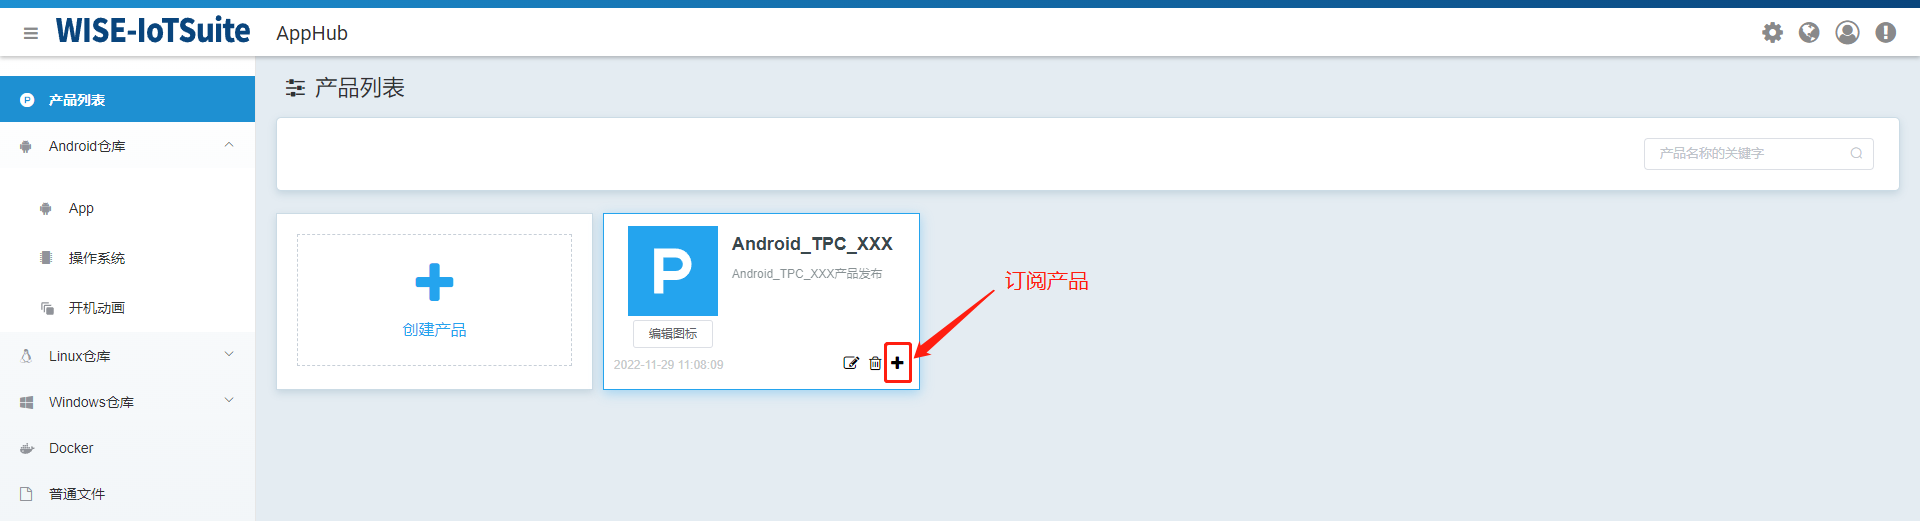 WISE-IoTSuite
AppHub
产品列表
Android仓库
App
操作系统
开机动画
Linux仓库
Windows仓库
Docker
普通文件
产品列表
产品名称的关键字
创建产品
P
Android_TPC_XXX
Android_TPC_XXX产品发布
编辑图标
2022-11-29 11:08:09
订阅产品